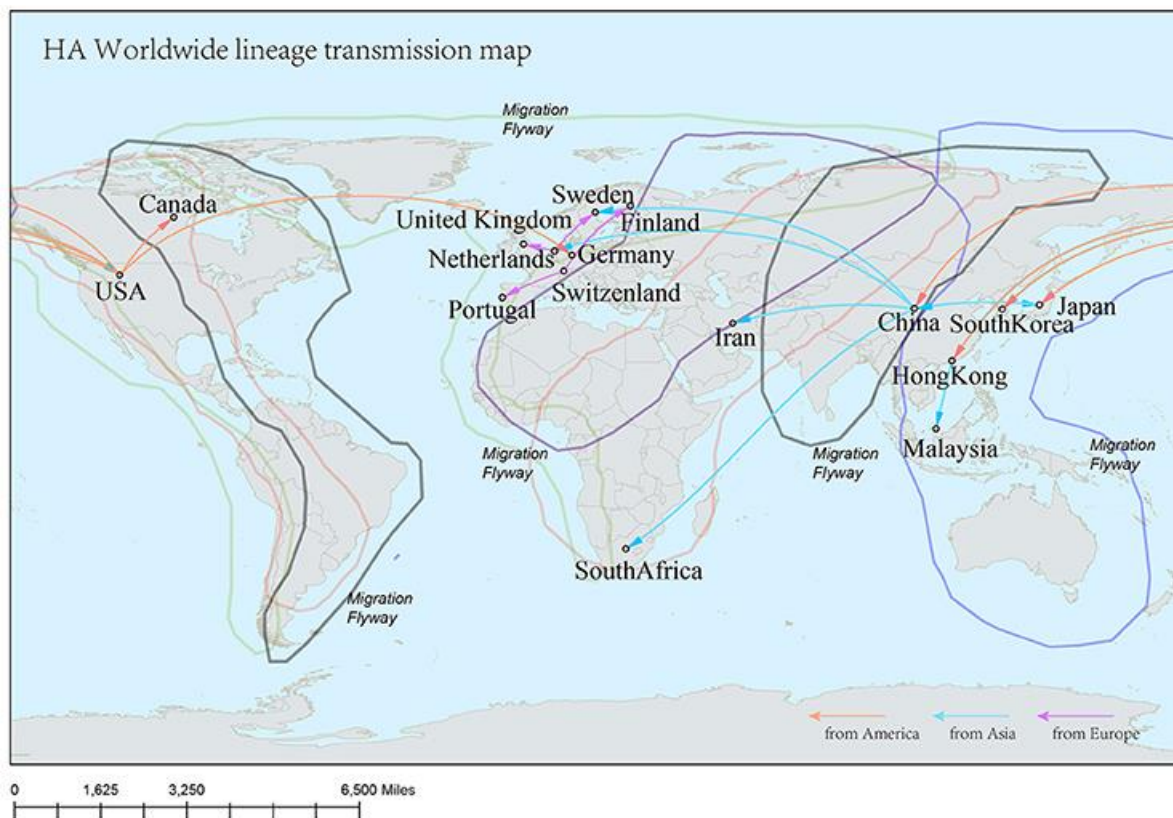 HA Worldwide lineage transmission map
Migration
Flyway
Canada
Sweden
United Kingdom
Finland
Netherlands
Germany
USA
Switzenland
Portugal
Iran
China
SouthKorea
Japan
HongKong
Malaysia
Migration
Flyway
Migration
Flyway
Migration
Flyway
SouthAfrica
Migration
Flyway
from America
from Asia
from Europe
0 1,625 3,250 6,500 Miles